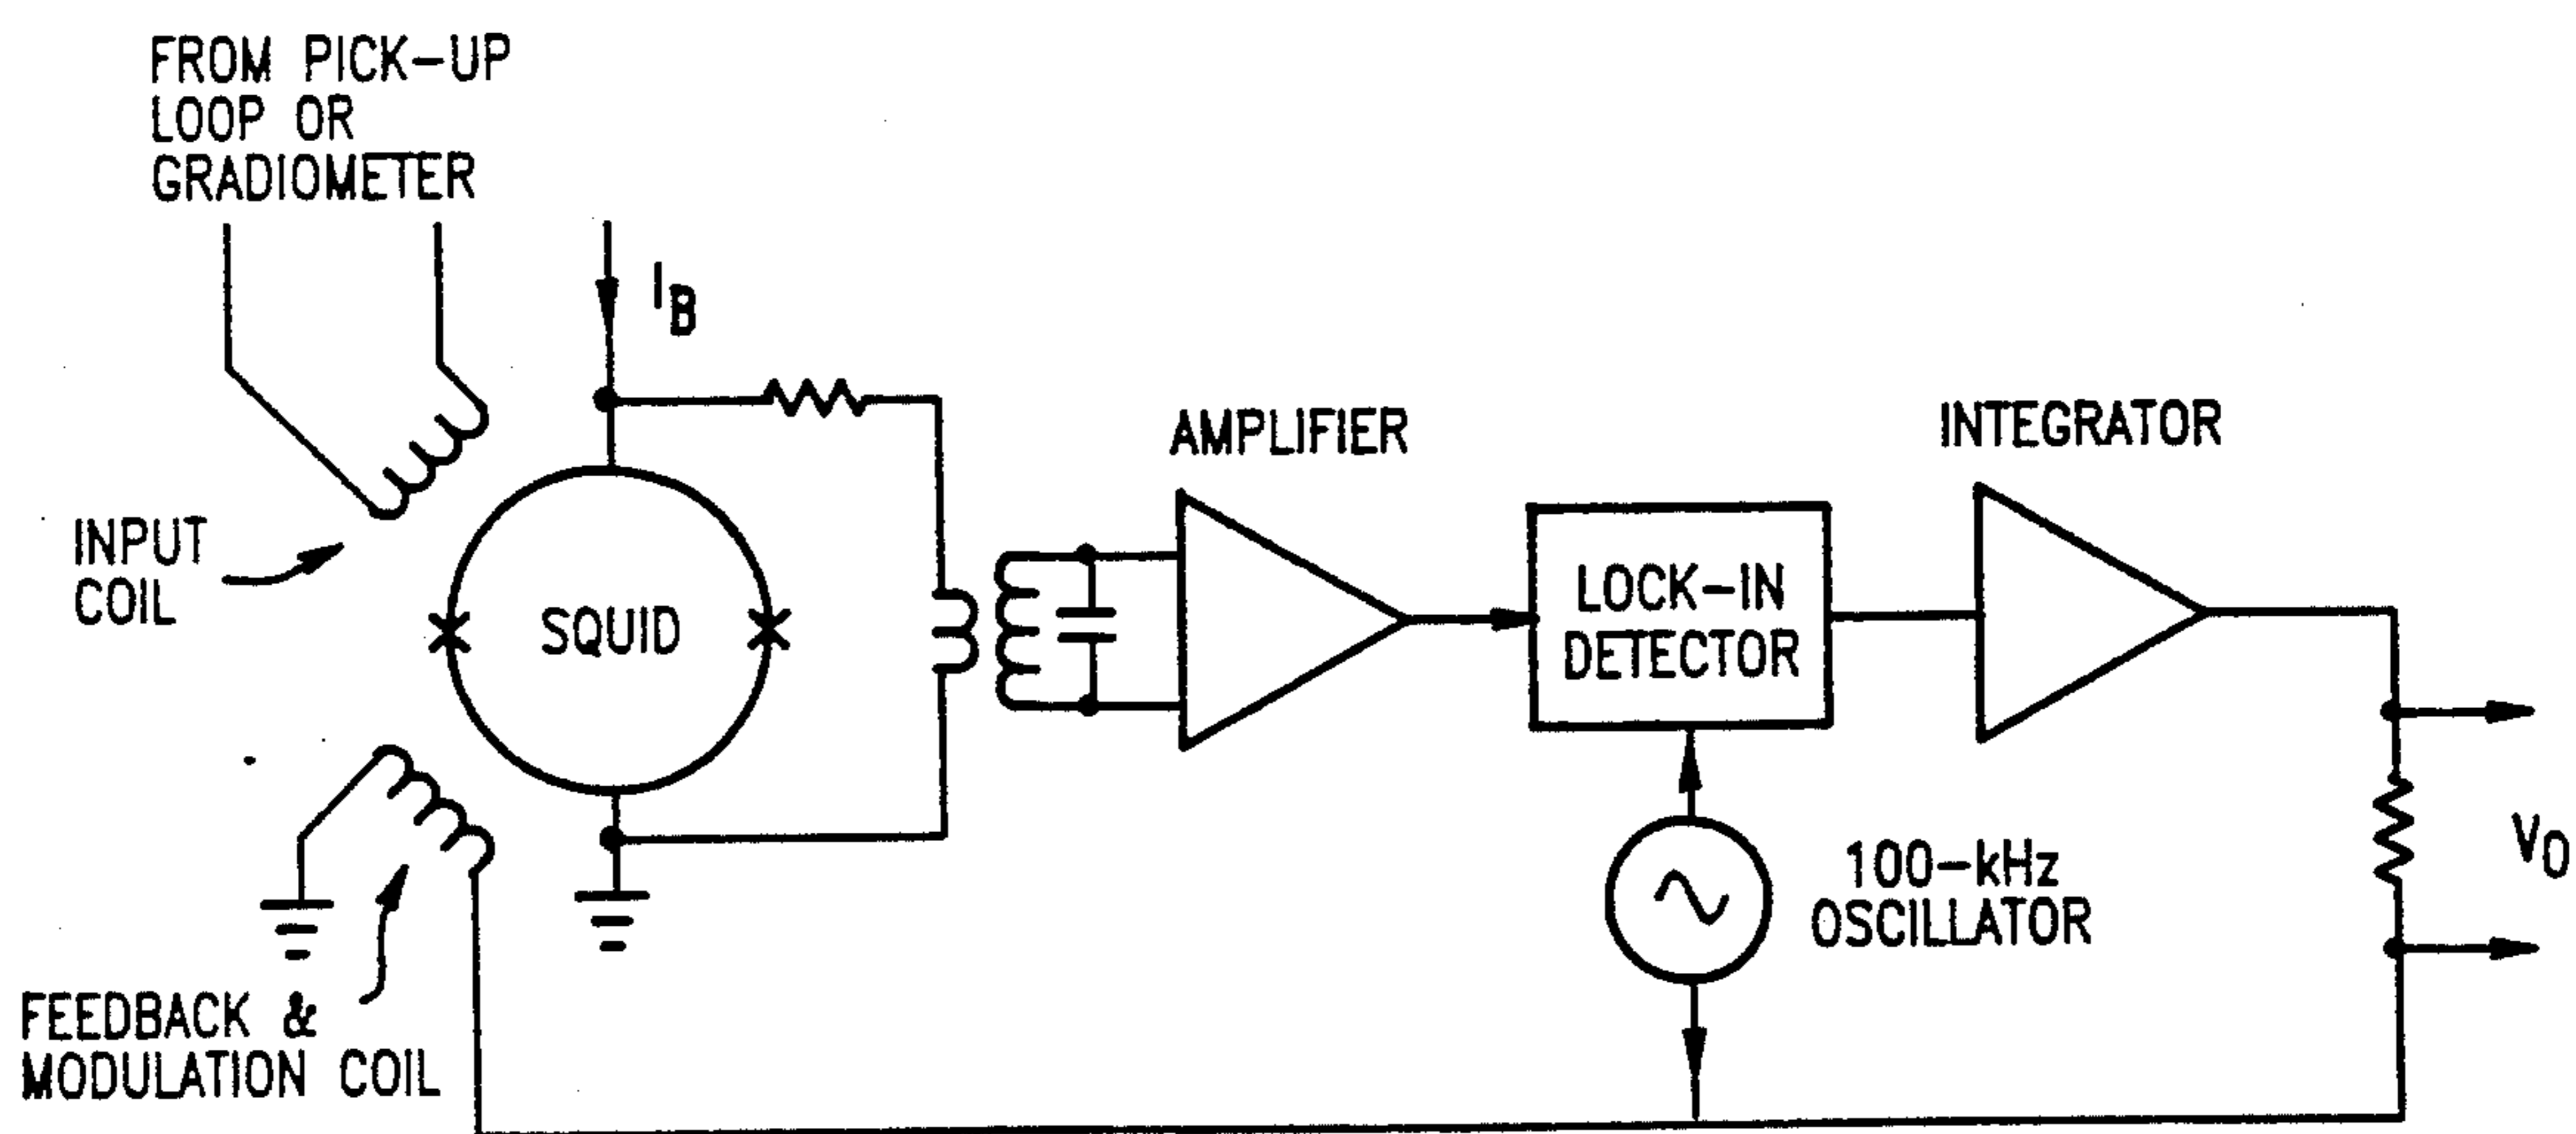 FROM PICK-UP
LOOP OR
GRADIOMETER
I_B
INPUT
COIL
SQUID
AMPLIFIER
LOCK-IN
DETECTOR
INTEGRATOR
100-kHz
OSCILLATOR
V_O
FEEDBACK &
MODULATION COIL